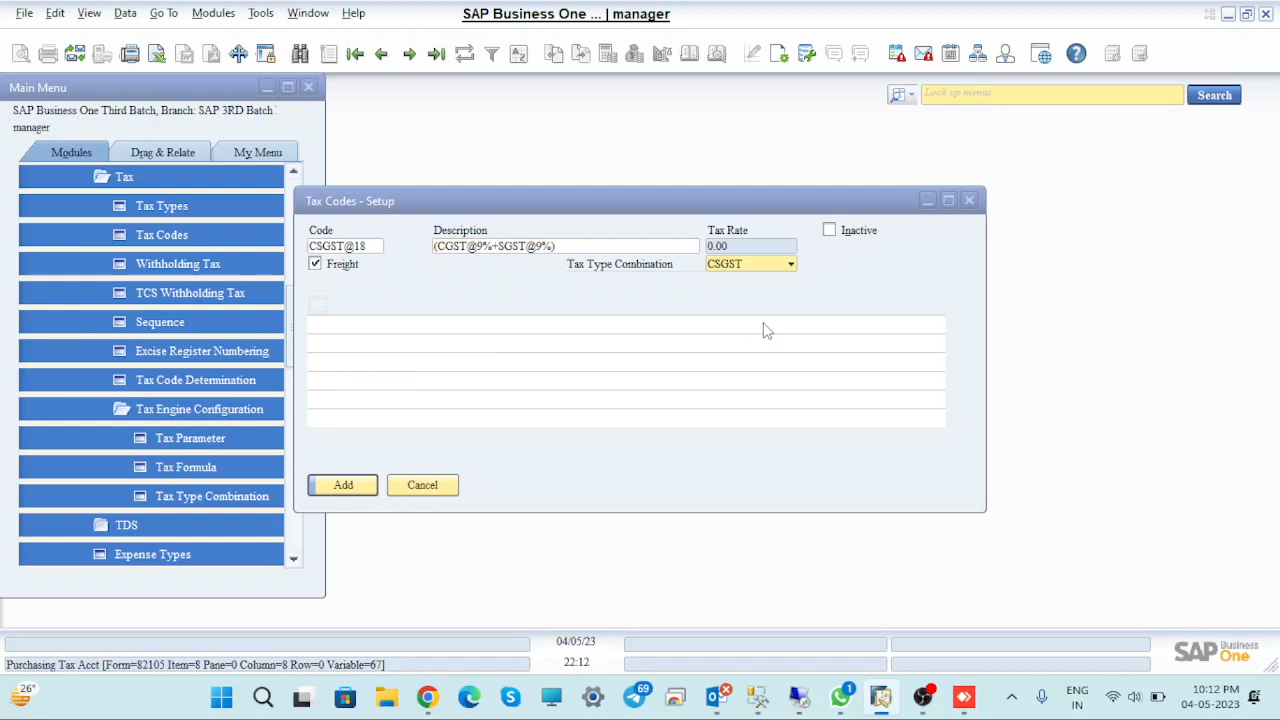 File Edit View Data Go To Modules Tools Window Help
SAP Business One ... | manager
Main Menu
SAP Business One Third Batch, Branch: SAP 3RD Batch
manager
Look up menus
Search
Modules
Drag & Relate
My Menu
Tax
Tax Types
Tax Codes
Withholding Tax
TCS Withholding Tax
Sequence
Excise Register Numbering
Tax Code Determination
Tax Engine Configuration
Tax Parameter
Tax Formula
Tax Type Combination
TDS
Expense Types
Tax Codes - Setup
Code Description Tax Rate Inactive
CSGST@18 (CGST@9%+SGST@9%) 0.00
Freight Tax Type Combination CSGST
Add Cancel
04/05/23
22:12
Purchasing Tax Acct [Form=82105 Item=8 Pane=0 Column=8 Row=0 Variable=67]
SAP Business
One
26°
69
1
ENG
IN
10:12 PM
04-05-2023